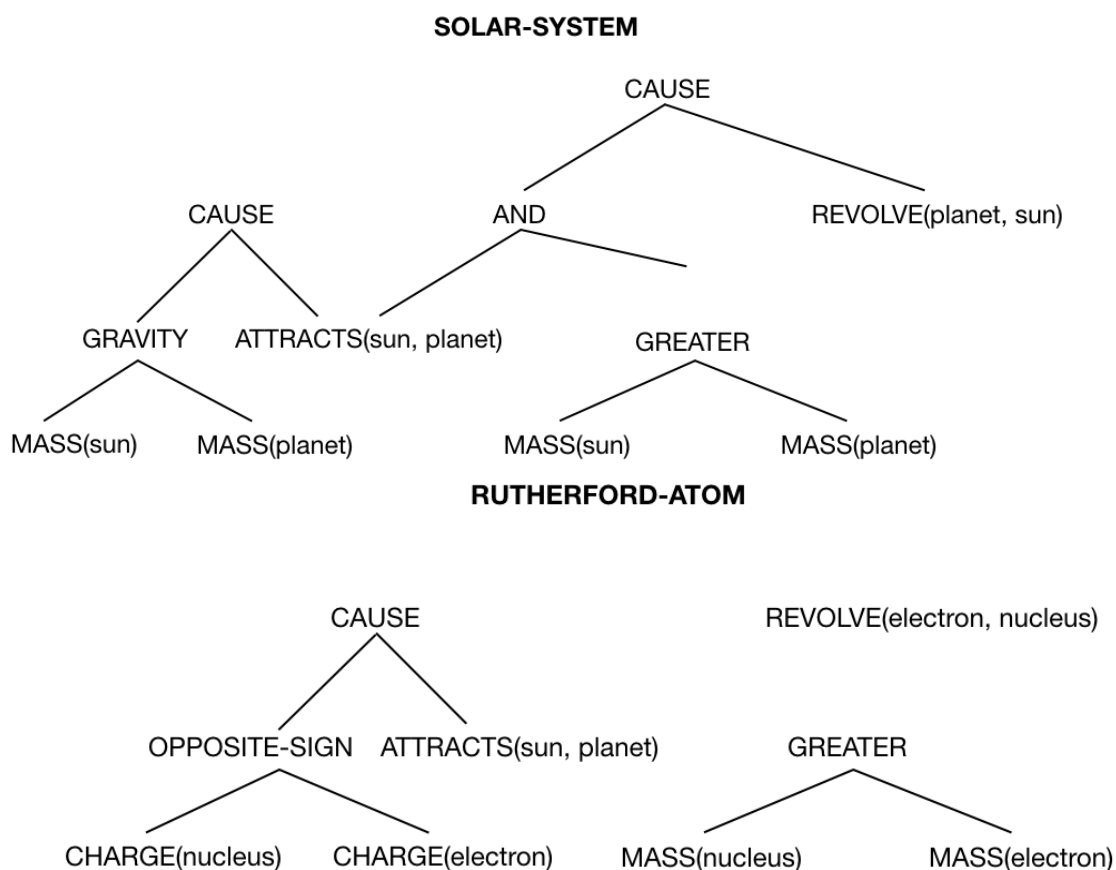 SOLAR-SYSTEM
CAUSE
CAUSE AND REVOLVE(planet, sun)
GRAVITY ATTRACTS(sun, planet) GREATER
MASS(sun) MASS(planet) MASS(sun) MASS(planet)
RUTHERFORD-ATOM
CAUSE REVOLVE(electron, nucleus)
OPPOSITE-SIGN ATTRACTS(sun, planet) GREATER
CHARGE(nucleus) CHARGE(electron) MASS(nucleus) MASS(electron)